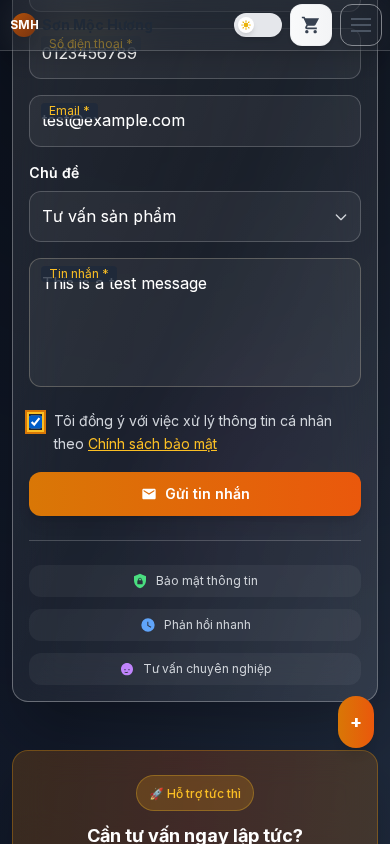 SMH
Sơn Mộc Hương
Số điện thoại *
0123456789
Email *
test@example.com
Chủ đề
Tư vấn sản phẩm
Tin nhắn *
This is a test message
Tôi đồng ý với việc xử lý thông tin cá nhân
theo Chính sách bảo mật
Gửi tin nhắn
Bảo mật thông tin
Phản hồi nhanh
Tư vấn chuyên nghiệp
+
🚀 Hỗ trợ tức thì
Cần tư vấn ngay lập tức?